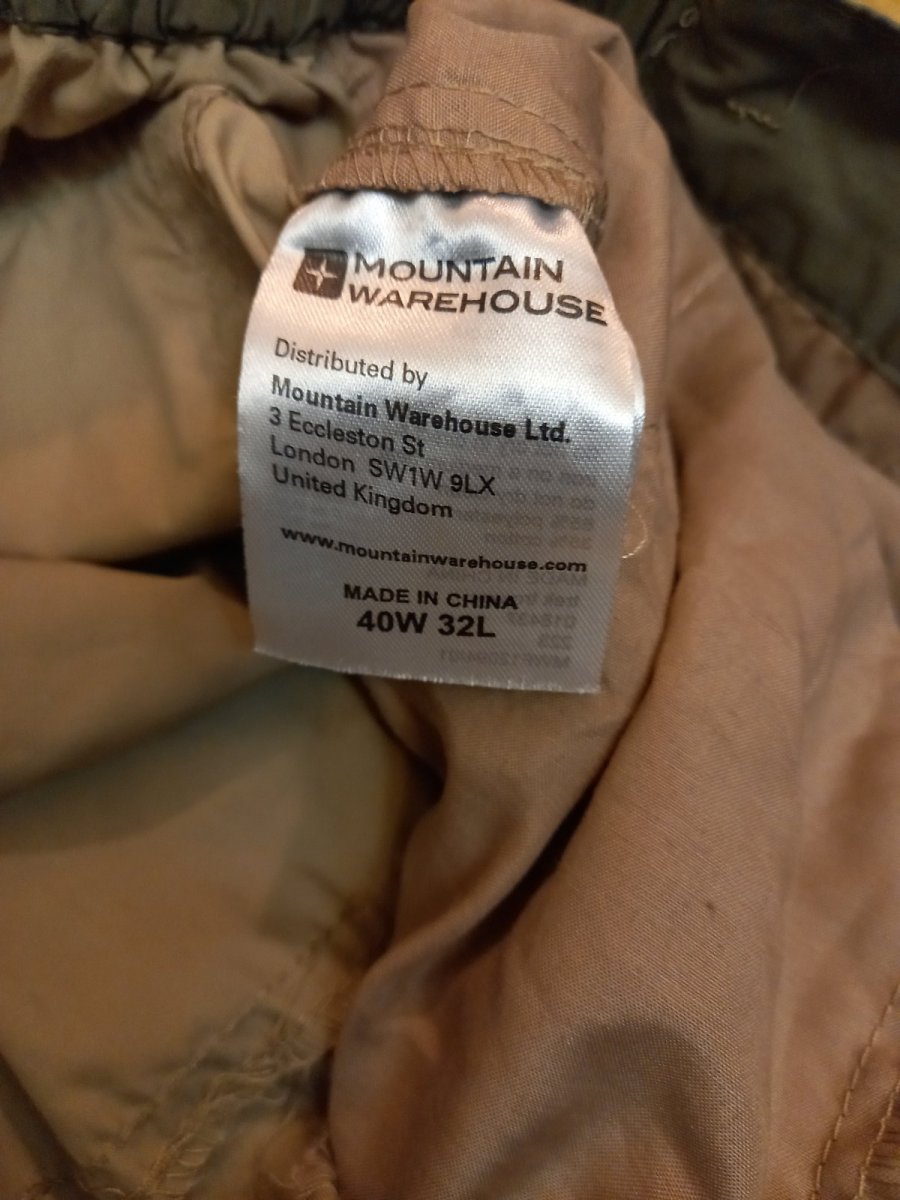 MOUNTAIN
WAREHOUSE
Distributed by
Mountain Warehouse Ltd.
3 Eccleston St
London SW1W 9LX
United Kingdom
www.mountainwarehouse.com
MADE IN CHINA
40W 32L